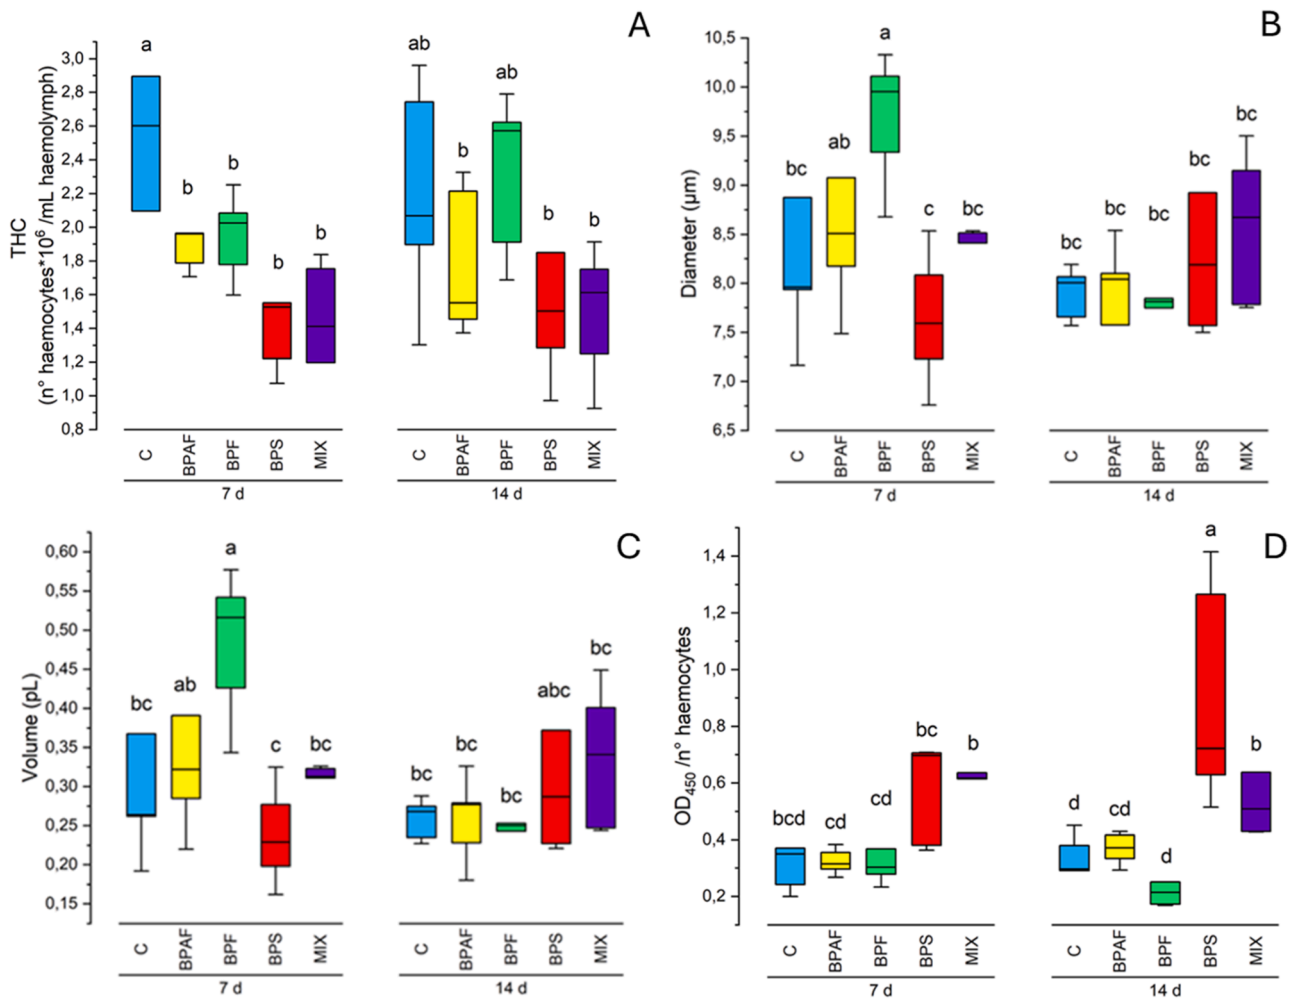 A
THC
(n° haemocytes*10⁶ /mL haemolymph)
3,0
2,8
2,6
2,4
2,2
2,0
1,8
1,6
1,4
1,2
1,0
0,8
a
b
b
b
b
ab
b
ab
b
b
C BPAF BPF BPS MIX
C BPAF BPF BPS MIX
7 d
14 d
B
Diameter (µm)
10,5
10,0
9,5
9,0
8,5
8,0
7,5
7,0
6,5
bc
ab
a
c
bc
bc
bc
bc
bc
bc
C BPAF BPF BPS MIX
C BPAF BPF BPS MIX
7 d
14 d
C
Volume (pL)
0,60
0,55
0,50
0,45
0,40
0,35
0,30
0,25
0,20
0,15
bc
ab
a
c
bc
bc
bc
bc
abc
bc
C BPAF BPF BPS MIX
C BPAF BPF BPS MIX
7 d
14 d
D
OD₄₅₀ /n° haemocytes
1,4
1,2
1,0
0,8
0,6
0,4
0,2
bcd
cd
cd
bc
b
d
cd
d
a
b
C BPAF BPF BPS MIX
C BPAF BPF BPS MIX
7 d
14 d